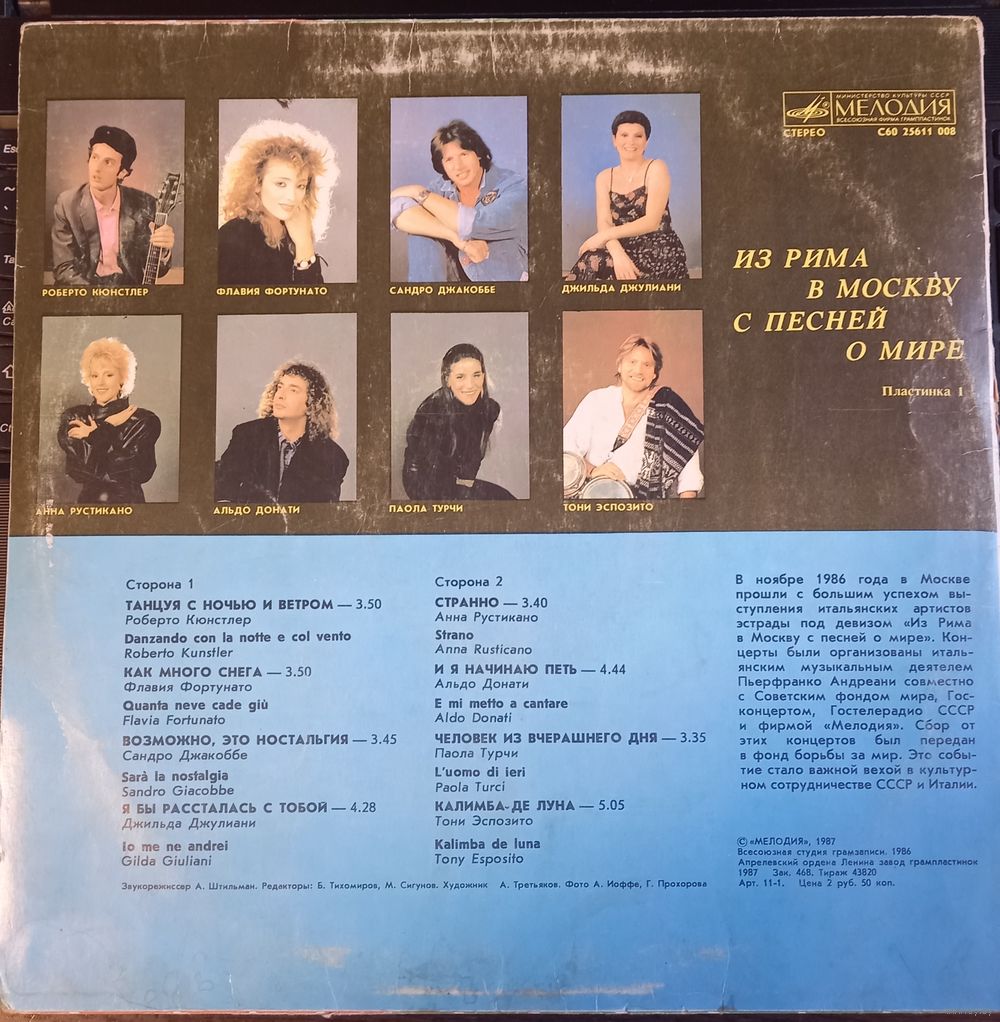 МИНИСТЕРСТВО КУЛЬТУРЫ СССР
МЕЛОДИЯ
ВСЕСОЮЗНАЯ ФИРМА ГРАМПЛАСТИНОК
СТЕРЕО С60 25611 008
РОБЕРТО КЮНСТЛЕР
ФЛАВИЯ ФОРТУНАТО
САНДРО ДЖАКОББЕ
ДЖИЛЬДА ДЖУЛИАНИ
ИЗ РИМА
В МОСКВУ
С ПЕСНЕЙ
О МИРЕ
Пластинка 1
АННА РУСТИКАНО
АЛЬДО ДОНАТИ
ПАОЛА ТУРЧИ
ТОНИ ЭСПОЗИТО
Сторона 1
ТАНЦУЯ С НОЧЬЮ И ВЕТРОМ — 3.50
Роберто Кюнстлер
Danzando con la notte e col vento
Roberto Kunstler
КАК МНОГО СНЕГА — 3.50
Флавия Фортунато
Quanta neve cade giù
Flavia Fortunato
ВОЗМОЖНО, ЭТО НОСТАЛЬГИЯ — 3.45
Сандро Джакоббе
Sarà la nostalgia
Sandro Giacobbe
Я БЫ РАССТАЛАСЬ С ТОБОЙ — 4.28
Джильда Джулиани
Io me ne andrei
Gilda Giuliani
Сторона 2
СТРАННО — 3.40
Анна Рустикано
Strano
Anna Rusticano
И Я НАЧИНАЮ ПЕТЬ — 4.44
Альдо Донати
E mi metto a cantare
Aldo Donati
ЧЕЛОВЕК ИЗ ВЧЕРАШНЕГО ДНЯ — 3.35
Паола Турчи
L'uomo di ieri
Paola Turci
КАЛИМБА ДЕ ЛУНА — 5.05
Тони Эспозито
Kalimba de luna
Tony Esposito
В ноябре 1986 года в Москве
прошли с большим успехом вы-
ступления итальянских артистов
эстрады под девизом «Из Рима
в Москву с песней о мире». Кон-
церты были организованы италь-
янским музыкальным деятелем
Пьерфранко Андреани совместно
с Советским фондом мира, Гос-
концертом, Гостелерадио СССР
и фирмой «Мелодия». Сбор от
этих концертов был передан
в фонд борьбы за мир. Это собы-
тие стало важной вехой в культур-
ном сотрудничестве СССР и Италии.
© «МЕЛОДИЯ», 1987
Всесоюзная студия грамзаписи. 1986
Апрелевский ордена Ленина завод грампластинок
1987 Зак. 468. Тираж 43820
Арт. 11-1. Цена 2 руб. 50 коп.
Звукорежиссер А. Штильман. Редакторы: Б. Тихомиров, М. Сигунов. Художник А. Третьяков. Фото А. Иоффе, Г. Прохорова